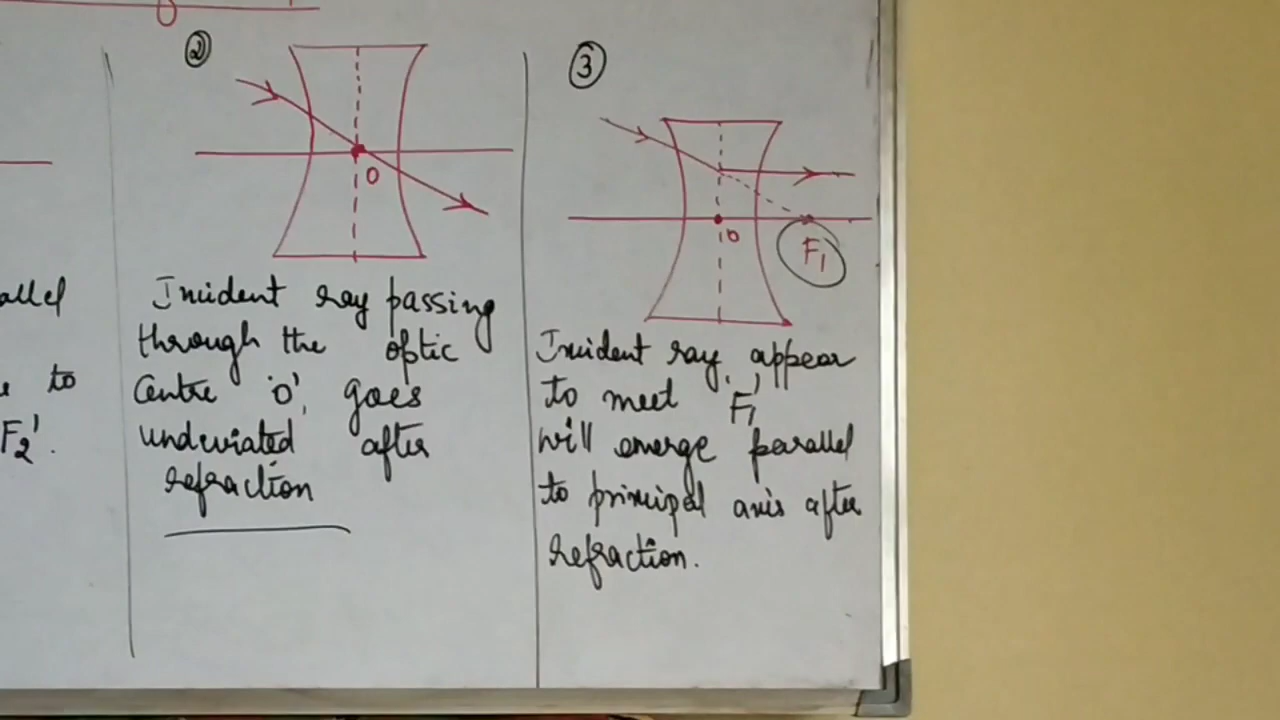 allel
e to
F₂'.
②
O
Incident ray passing
through the optic
Centre 'O', goes
undeviated after
refraction
③
O
F₁
Incident ray, appear
to meet 'F₁'
will emerge parallel
to principal axis after
refraction.